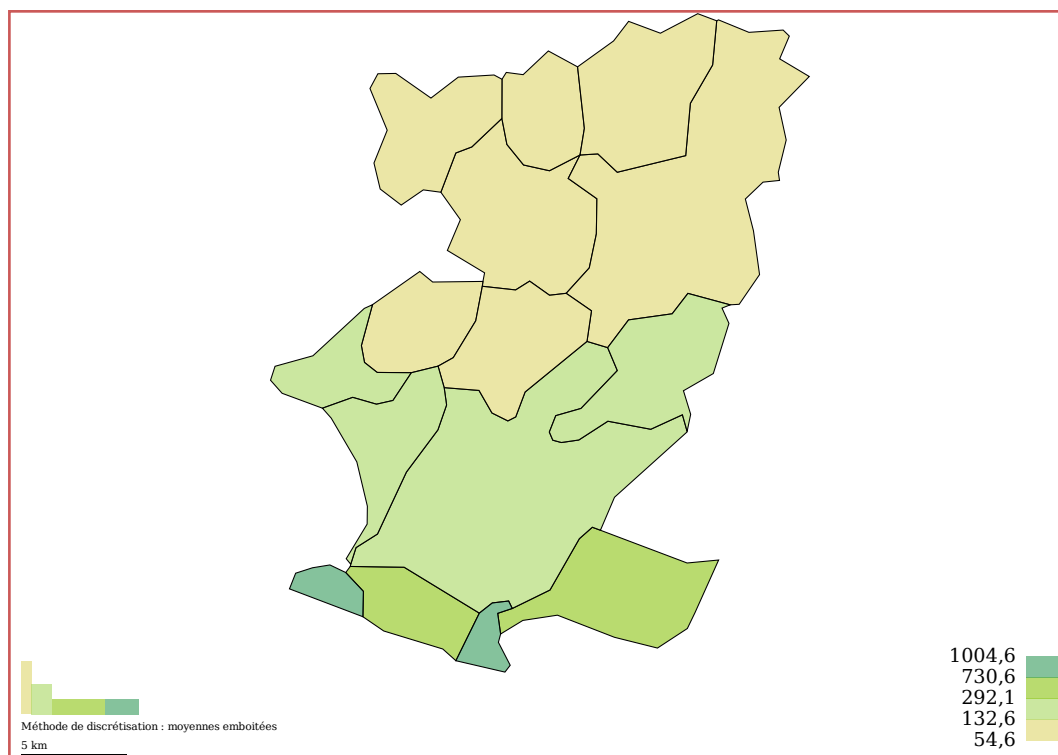 1004,6
730,6
292,1
132,6
54,6
Méthode de discrétisation : moyennes emboitées
5 km